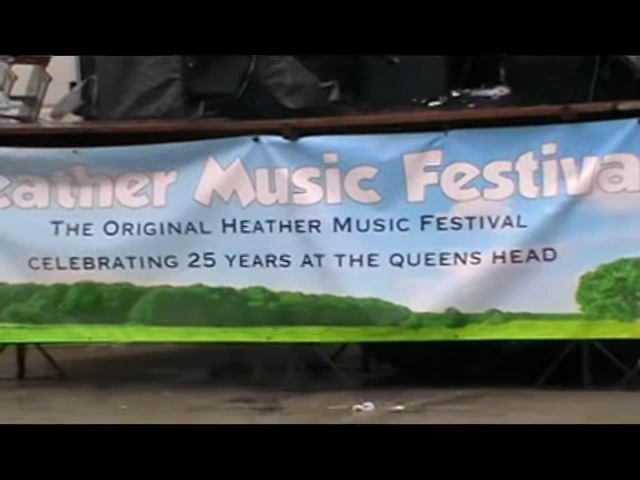 eather Music Festiva
THE ORIGINAL HEATHER MUSIC FESTIVAL
CELEBRATING 25 YEARS AT THE QUEENS HEAD